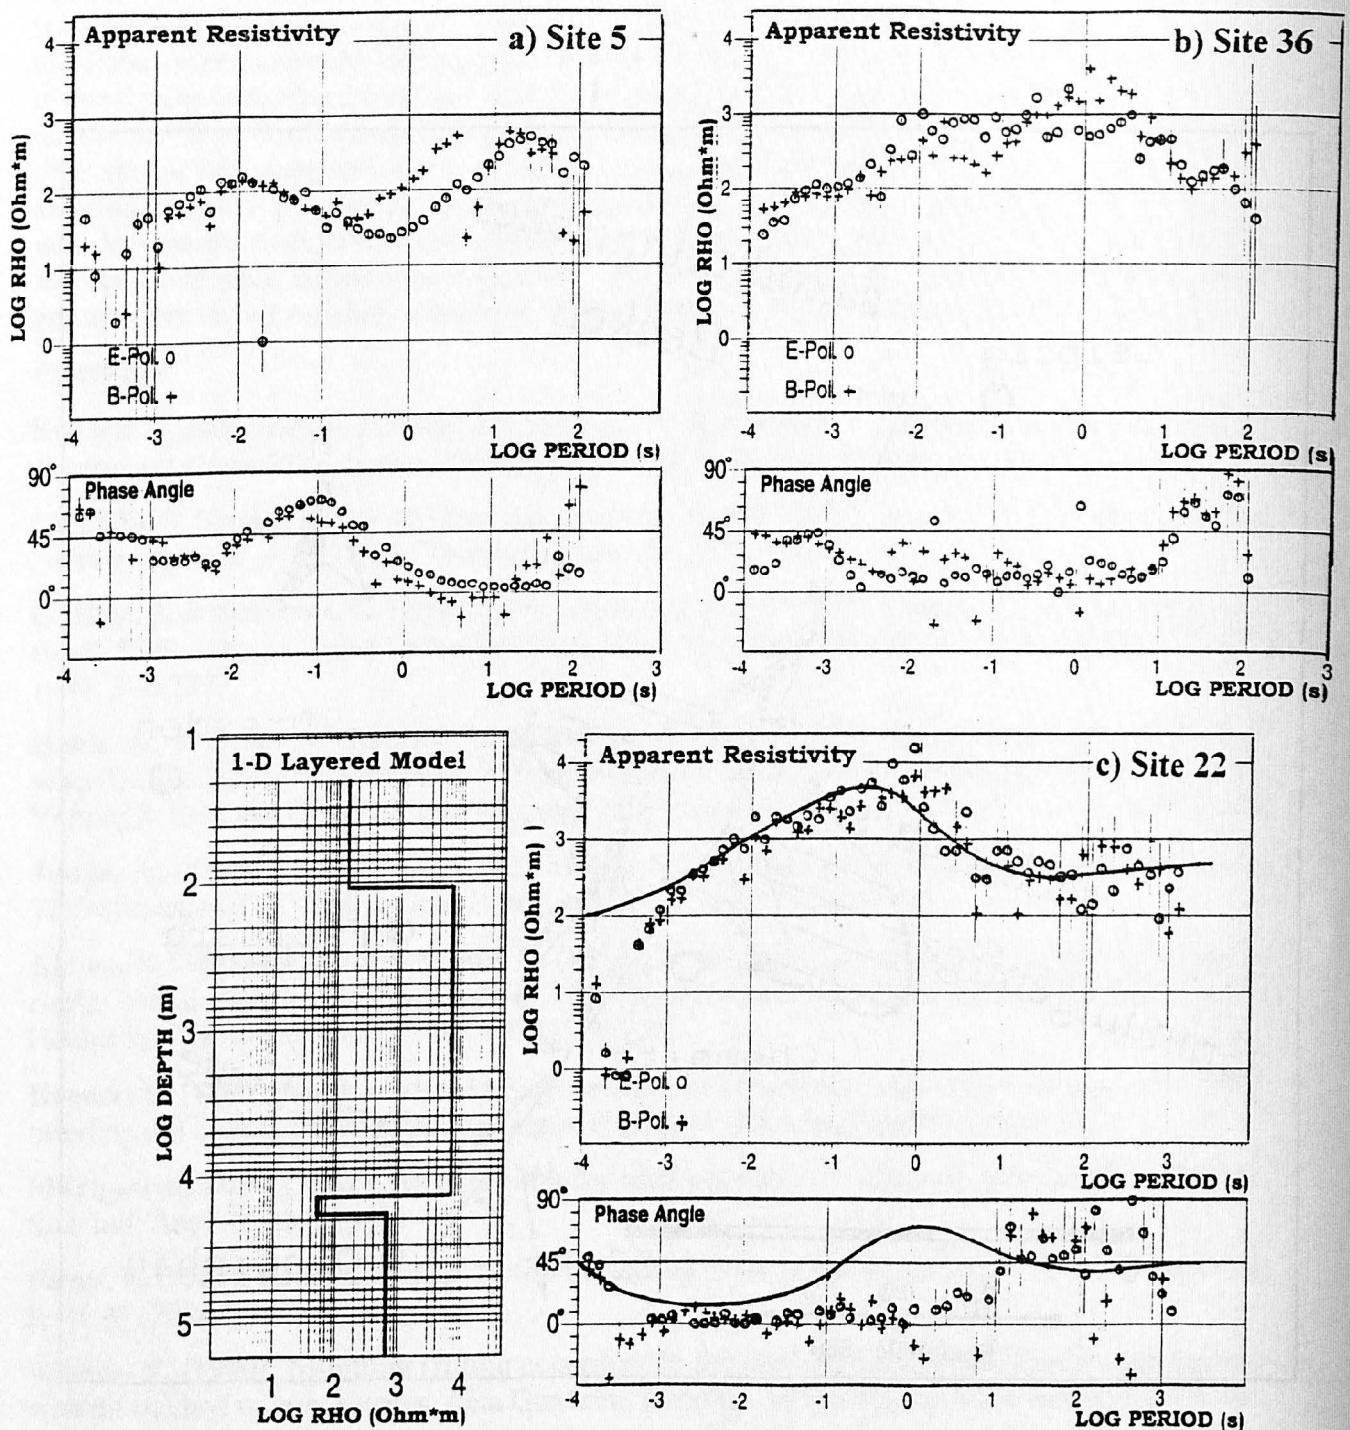 Apparent Resistivity
a) Site 5
4
3
2
1
0
LOG RHO (Ohm*m)
E-Pol. o
B-Pol. +
-4 -3 -2 -1 0 1 2 3
LOG PERIOD (s)
Phase Angle
90°
45°
0°
-3 -2 -1 0 1 2 3
LOG PERIOD (s)
Apparent Resistivity
b) Site 36
4
3
2
1
0
LOG RHO (Ohm*m)
E-Pol. o
B-Pol. +
-4 -3 -2 -1 0 1 2
LOG PERIOD (s)
Phase Angle
90°
45°
0°
-4 -3 -2 -1 0 1 2 3
LOG PERIOD (s)
1-D Layered Model
1
2
3
4
5
LOG DEPTH (m)
1 2 3 4
LOG RHO (Ohm*m)
Apparent Resistivity
c) Site 22
4
3
2
1
0
LOG RHO (Ohm*m)
E-Pol. o
B-Pol. +
-4 -3 -2 -1 0 1 2 3
LOG PERIOD (s)
Phase Angle
90°
45°
0°
-4 -3 -2 -1 0 1 2 3
LOG PERIOD (s)